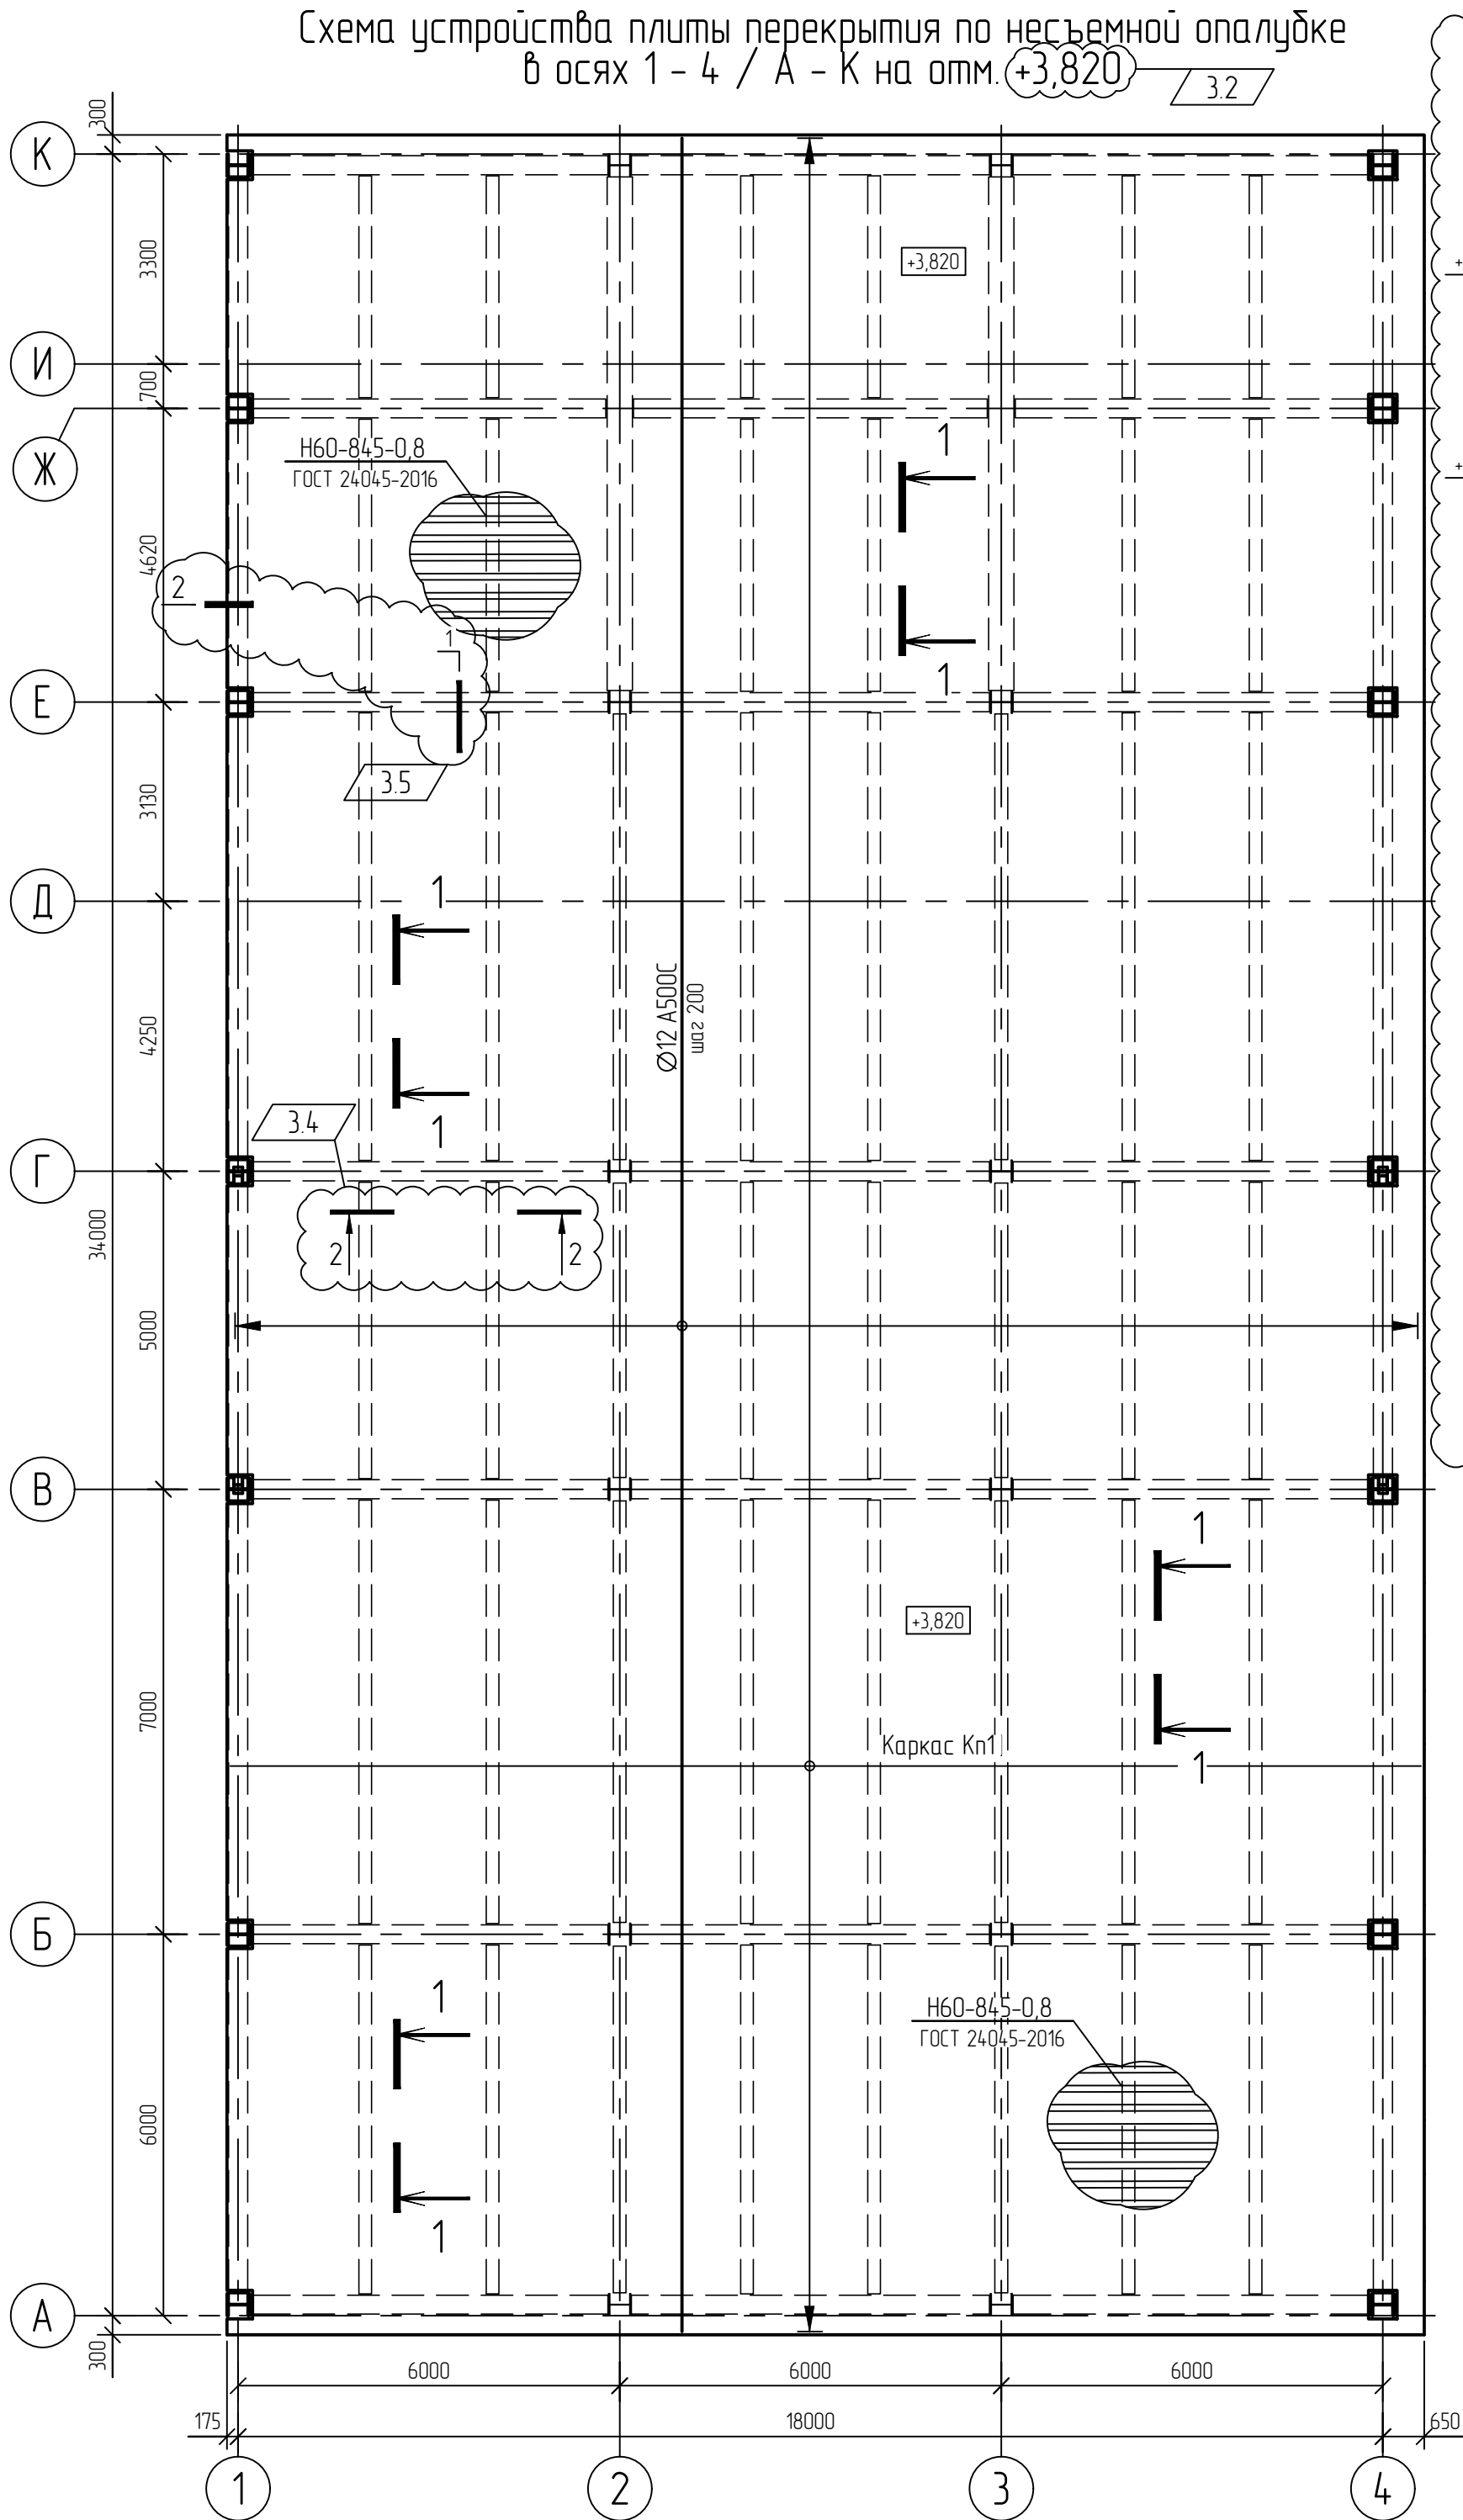 Схема устройства плиты перекрытия по несъемной опалубке
в осях 1 - 4 / А - К на отм. +3,820
3.2
300
К
3300
+3,820
+
И
700
Ж
Н60-845-0,8
ГОСТ 24045-2016
1
+
4620
2
1
1
Е
3.5
3130
Д
1
Ø12 А500С
шаг 200
4250
1
3.4
Г
34000
2
2
5000
В
1
+3,820
7000
Каркас Кп1
1
Б
1
Н60-845-0,8
ГОСТ 24045-2016
6000
1
А
300
6000
6000
6000
175
18000
650
1
2
3
4